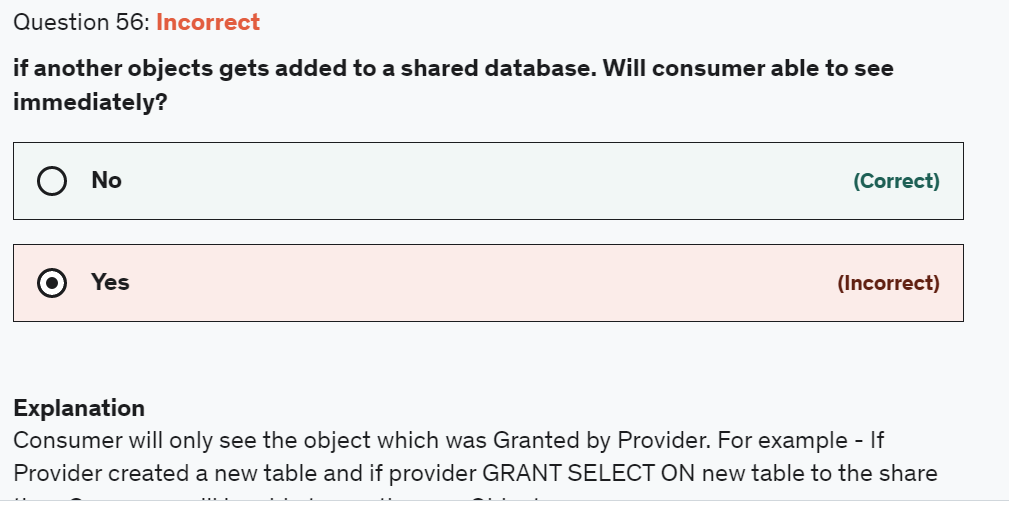 Question 56: Incorrect
if another objects gets added to a shared database. Will consumer able to see
immediately?
No (Correct)
Yes (Incorrect)
Explanation
Consumer will only see the object which was Granted by Provider. For example - If
Provider created a new table and if provider GRANT SELECT ON new table to the share